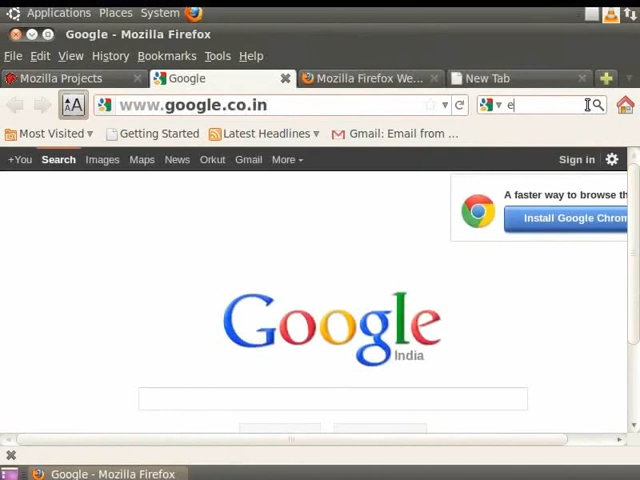 Applications Places System
Google - Mozilla Firefox
File Edit View History Bookmarks Tools Help
Mozilla Projects Google Mozilla Firefox We... New Tab
AA www.google.co.in e
Most Visited Getting Started Latest Headlines Gmail: Email from ...
+You Search Images Maps News Orkut Gmail More Sign in
A faster way to browse th
Install Google Chrom
Google
India
Google - Mozilla Firefox